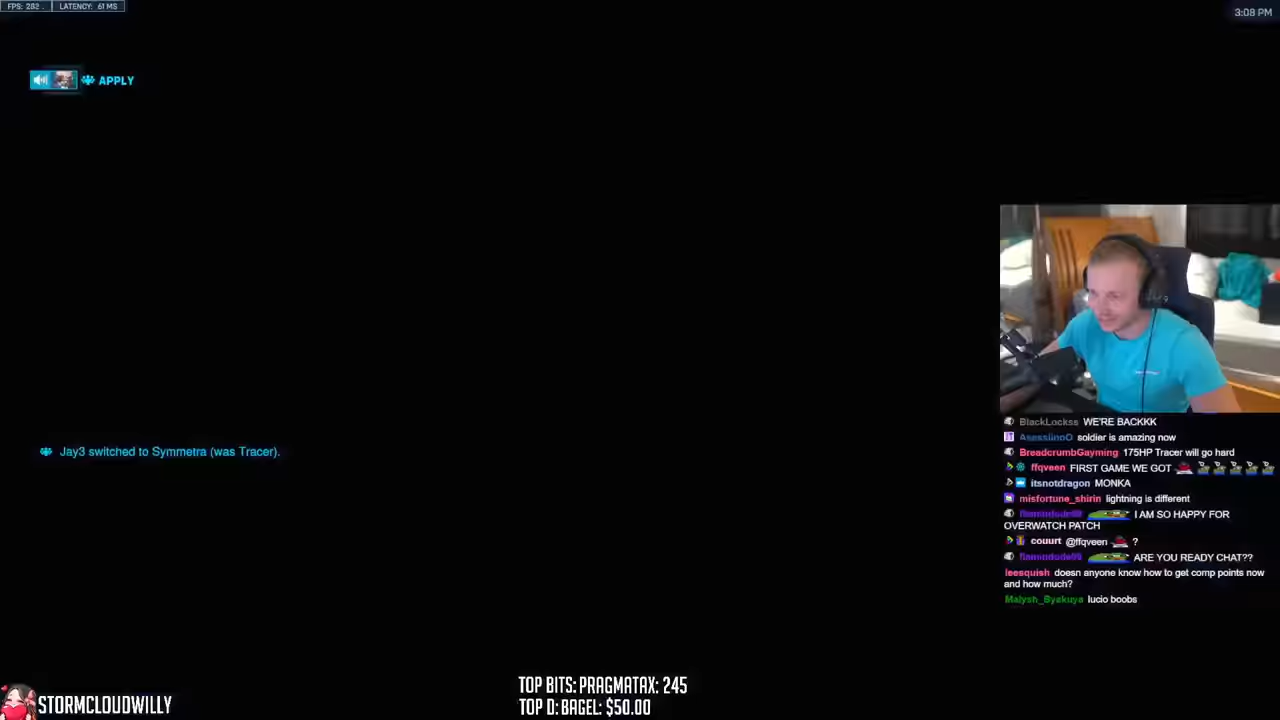 FPS: 282 . LATENCY: 61 MS
3:08 PM
APPLY
BlackLockss WE'RE BACKKK
soldier is amazing now
BreadcrumbGayming 175HP Tracer will go hard
ffqveen FIRST GAME WE GOT
Jay3 switched to Symmetra (was Tracer).
itsnotdragon MONKA
misfortune_shirin lightning is different
I AM SO HAPPY FOR
OVERWATCH PATCH
couurt @ffqveen ?
ARE YOU READY CHAT??
leesquish doesn anyone know how to get comp points now
and how much?
Malysh_Byakuya lucio boobs
STORMCLOUDWILLY
TOP BITS: PRAGMATAX: 245
TOP D: BAGEL: $50.00